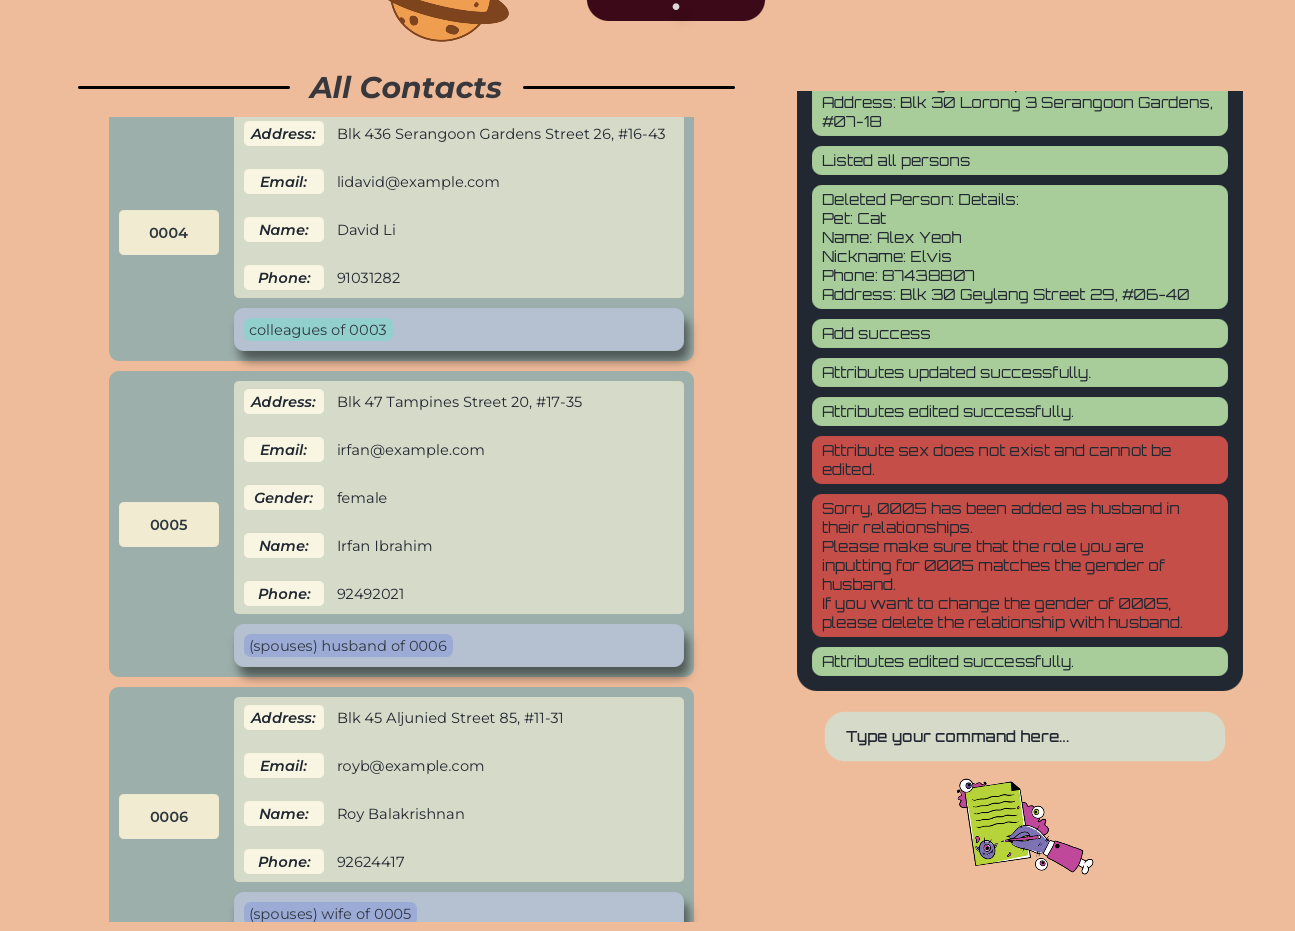 All Contacts
Address: Blk 436 Serangoon Gardens Street 26, #16-43
Email: lidavid@example.com
0004
Name: David Li
Phone: 91031282
colleagues of 0003
Address: Blk 47 Tampines Street 20, #17-35
Email: irfan@example.com
Gender: female
0005
Name: Irfan Ibrahim
Phone: 92492021
(spouses) husband of 0006
Address: Blk 45 Aljunied Street 85, #11-31
Email: royb@example.com
0006
Name: Roy Balakrishnan
Phone: 92624417
(spouses) wife of 0005
Address: Blk 30 Lorong 3 Serangoon Gardens,
#07-18
Listed all persons
Deleted Person: Details:
Pet: Cat
Name: Alex Yeoh
Nickname: Elvis
Phone: 87438807
Address: Blk 30 Geylang Street 29, #06-40
Add success
Attributes updated successfully.
Attributes edited successfully.
Attribute sex does not exist and cannot be
edited.
Sorry, 0005 has been added as husband in
their relationships.
Please make sure that the role you are
inputting for 0005 matches the gender of
husband.
If you want to change the gender of 0005,
please delete the relationship with husband.
Attributes edited successfully.
Type your command here...